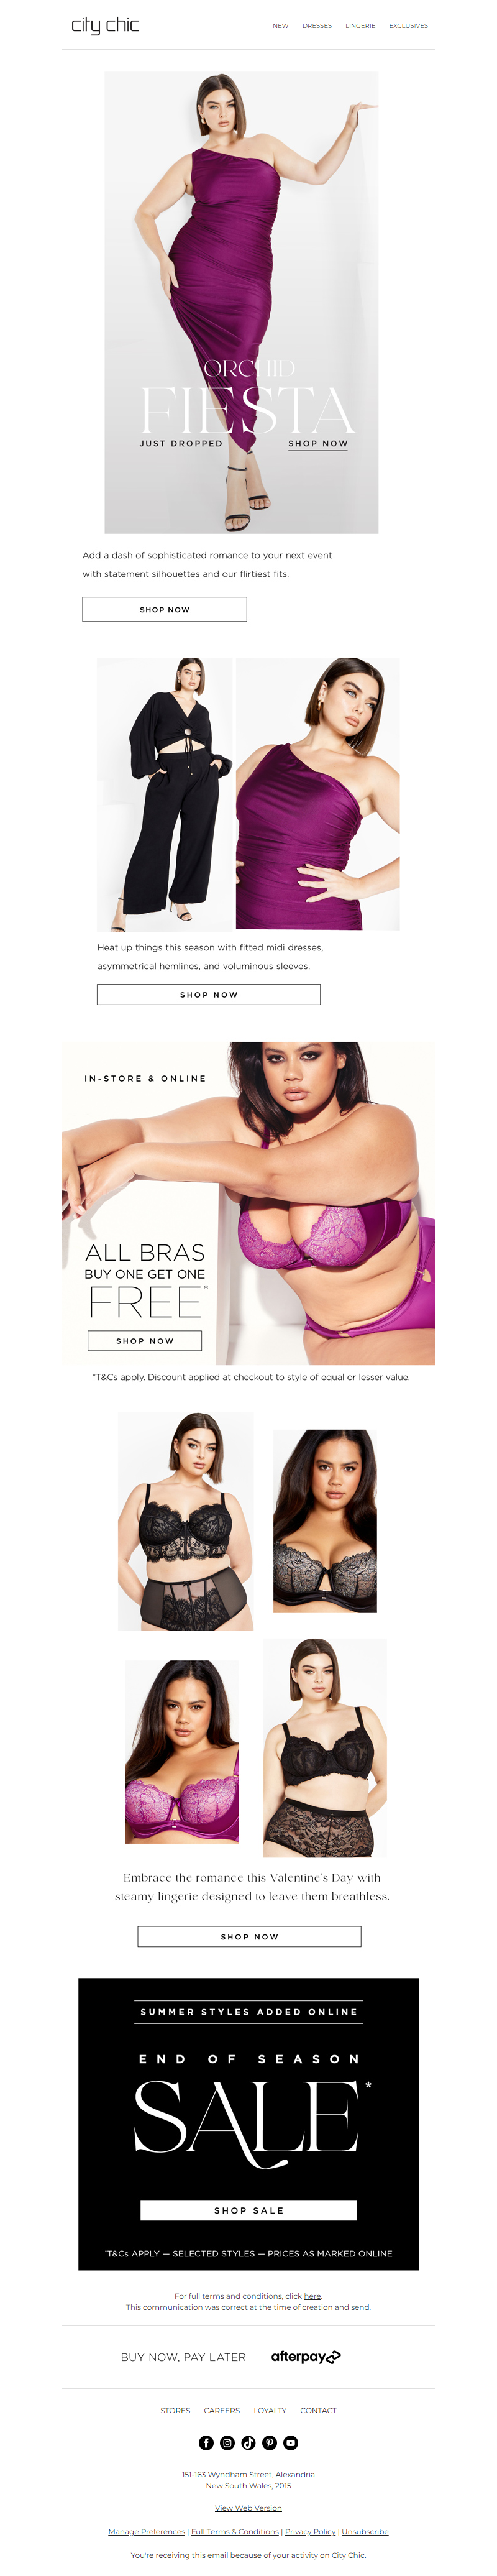 city chic
NEW DRESSES LINGERIE EXCLUSIVES
ORCHID
FIESTA
JUST DROPPED SHOP NOW
Add a dash of sophisticated romance to your next event
with statement silhouettes and our flirtiest fits.
SHOP NOW
Heat up things this season with fitted midi dresses,
asymmetrical hemlines, and voluminous sleeves.
SHOP NOW
IN-STORE & ONLINE
ALL BRAS
BUY ONE GET ONE
FREE*
SHOP NOW
*T&Cs apply. Discount applied at checkout to style of equal or lesser value.
Embrace the romance this Valentine's Day with
steamy lingerie designed to leave them breathless.
SHOP NOW
SUMMER STYLES ADDED ONLINE
END OF SEASON
SALE*
SHOP SALE
*T&Cs APPLY — SELECTED STYLES — PRICES AS MARKED ONLINE
For full terms and conditions, click here.
This communication was correct at the time of creation and send.
BUY NOW, PAY LATER afterpay
STORES CAREERS LOYALTY CONTACT
151-163 Wyndham Street, Alexandria
New South Wales, 2015
View Web Version
Manage Preferences | Full Terms & Conditions | Privacy Policy | Unsubscribe
You're receiving this email because of your activity on City Chic.